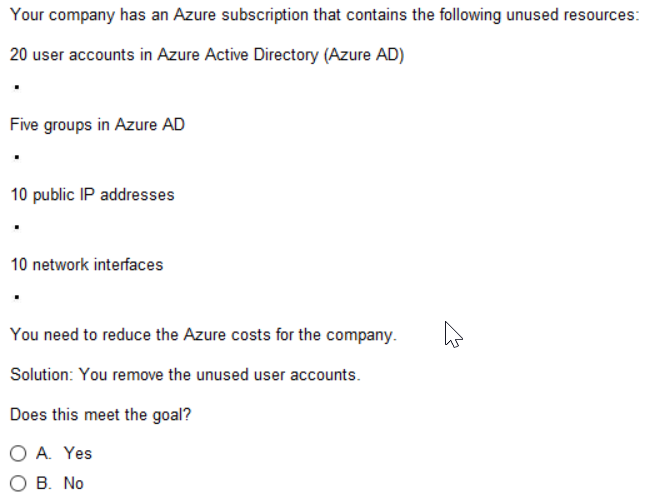 Your company has an Azure subscription that contains the following unused resources:
20 user accounts in Azure Active Directory (Azure AD)
▪
Five groups in Azure AD
▪
10 public IP addresses
▪
10 network interfaces
▪
You need to reduce the Azure costs for the company.
Solution: You remove the unused user accounts.
Does this meet the goal?
A. Yes
B. No